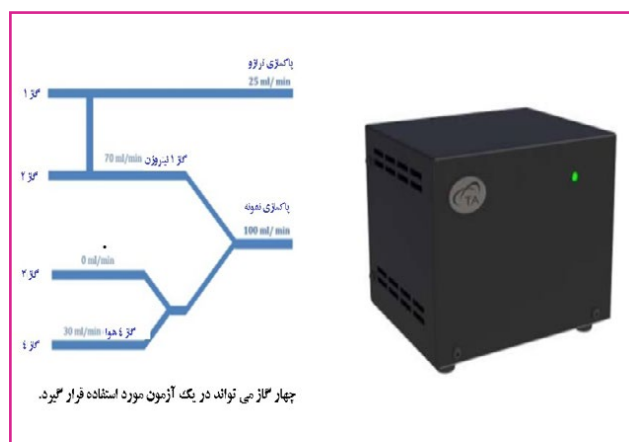 پاکسازی ترازو
25 ml/ min
گاز ۱
70 ml/min
گاز ۱ نیتروژن
گاز ۲
پاکسازی نمونه
100 ml/ min
0 ml/min
گاز ۳
30 ml/min
گاز ٤ هوا
گاز ٤
TA
چهار گاز می تواند در یک آزمون مورد استفاده قرار گیرد.